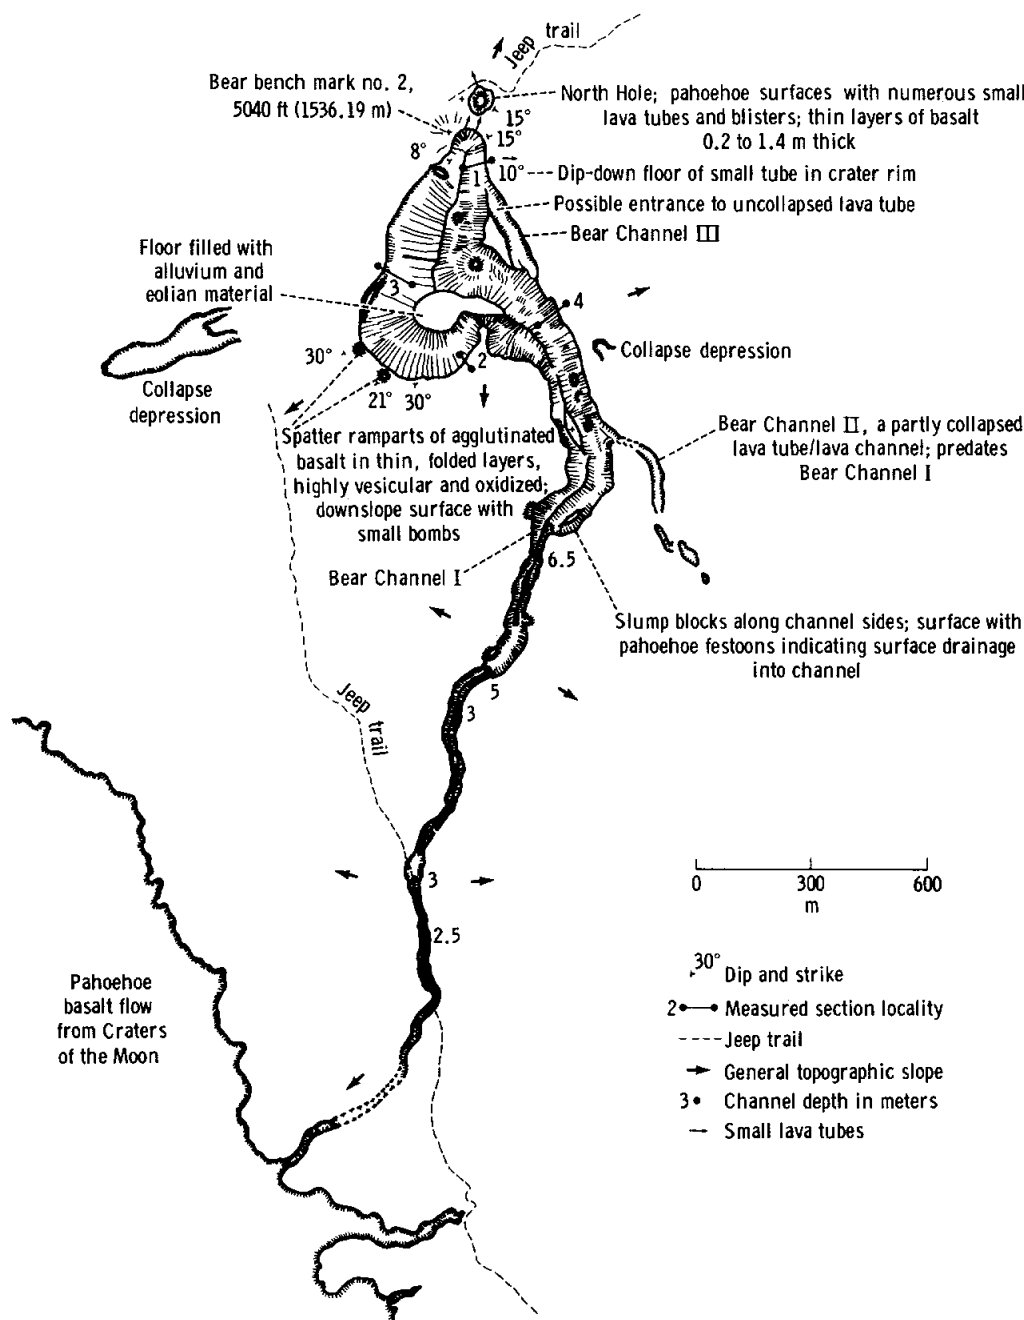 Jeep trail
Bear bench mark no. 2,
5040 ft (1536.19 m)
North Hole; pahoehoe surfaces with numerous small
lava tubes and blisters; thin layers of basalt
0.2 to 1.4 m thick
15°
15°
8°
10°
Dip-down floor of small tube in crater rim
1
Possible entrance to uncollapsed lava tube
Bear Channel III
Floor filled with
alluvium and
eolian material
3
4
Collapse depression
30°
2
Collapse
depression
21°
30°
Spatter ramparts of agglutinated
basalt in thin, folded layers,
highly vesicular and oxidized;
downslope surface with
small bombs
Bear Channel II, a partly collapsed
lava tube/lava channel; predates
Bear Channel I
Bear Channel I
6.5
Slump blocks along channel sides; surface with
pahoehoe festoons indicating surface drainage
into channel
5
3
Jeep trail
3
2.5
0 300 600
m
Pahoehoe
basalt flow
from Craters
of the Moon
30° Dip and strike
2 Measured section locality
Jeep trail
General topographic slope
3 Channel depth in meters
Small lava tubes